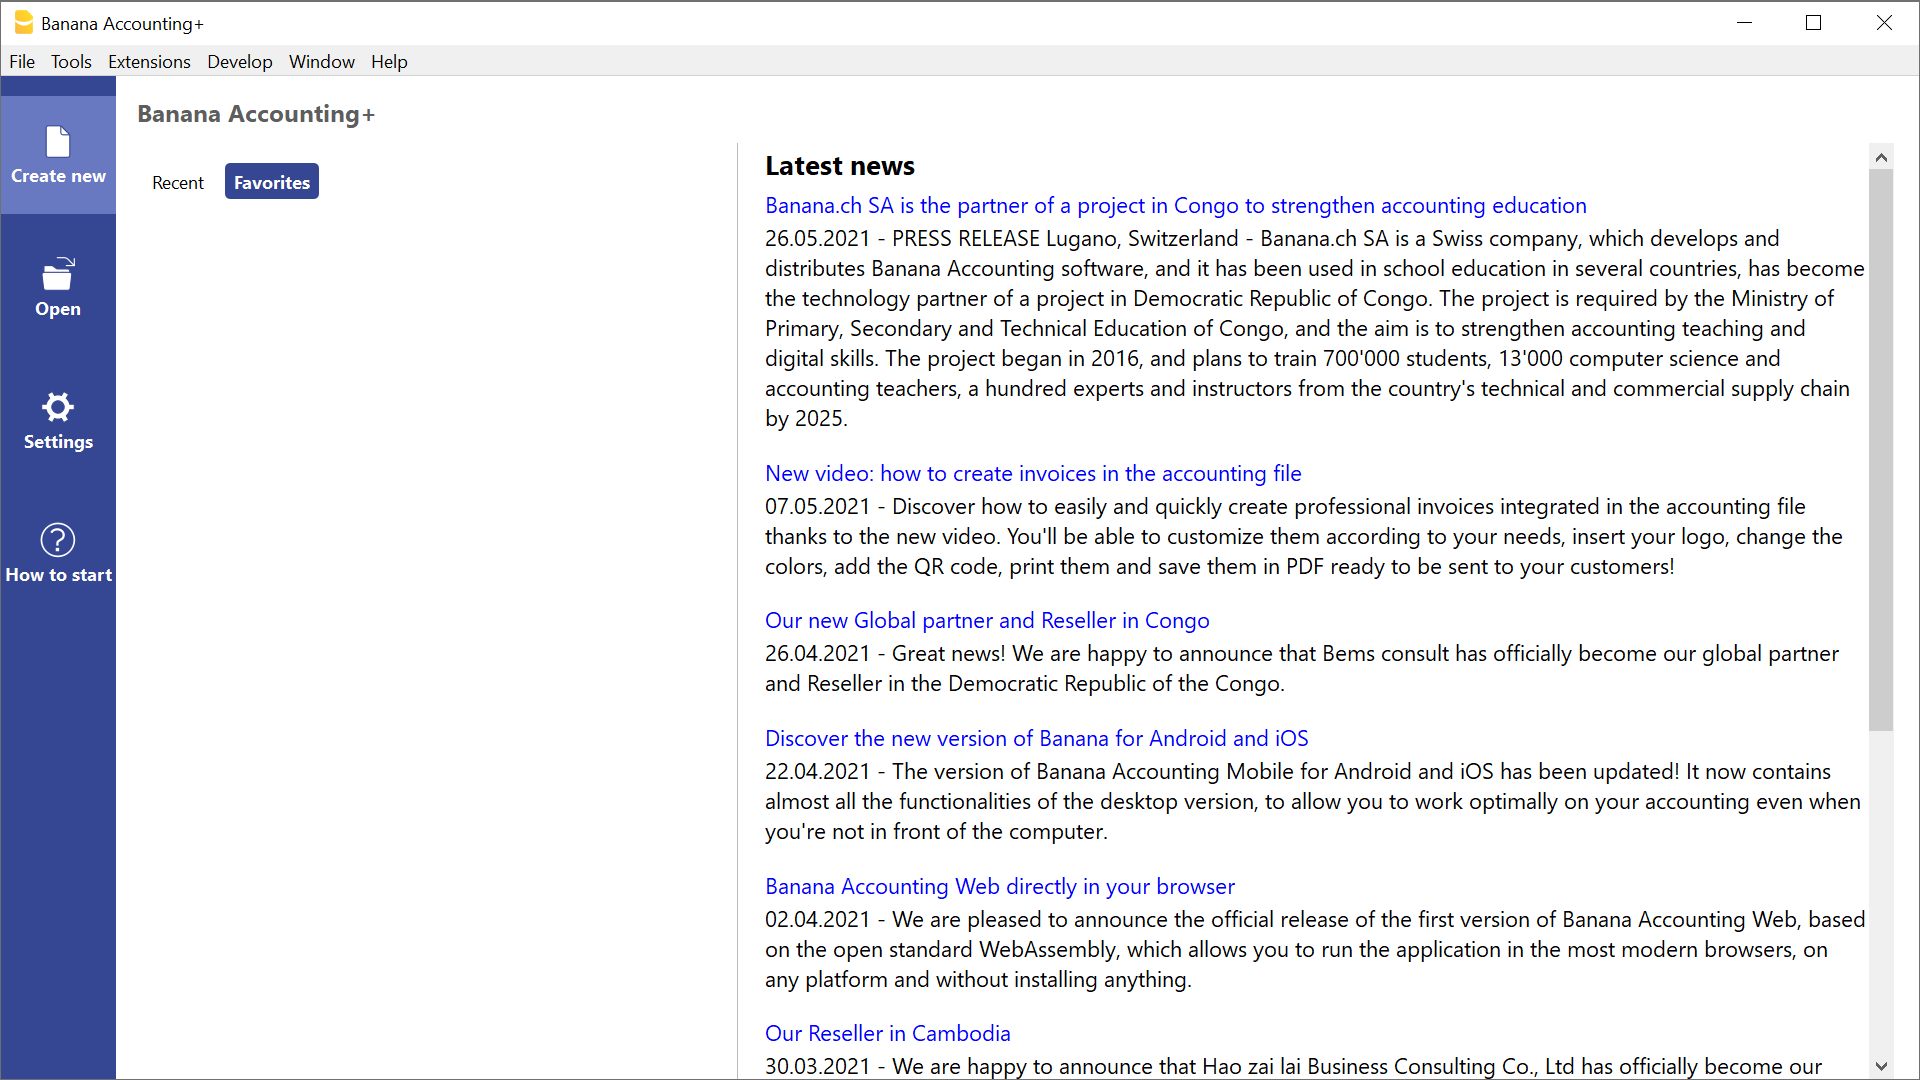 Banana Accounting+
File Tools Extensions Develop Window Help
Create new
Open
Settings
How to start
Banana Accounting+
Recent Favorites
Latest news
Banana.ch SA is the partner of a project in Congo to strengthen accounting education
26.05.2021 - PRESS RELEASE Lugano, Switzerland - Banana.ch SA is a Swiss company, which develops and
distributes Banana Accounting software, and it has been used in school education in several countries, has become
the technology partner of a project in Democratic Republic of Congo. The project is required by the Ministry of
Primary, Secondary and Technical Education of Congo, and the aim is to strengthen accounting teaching and
digital skills. The project began in 2016, and plans to train 700'000 students, 13'000 computer science and
accounting teachers, a hundred experts and instructors from the country's technical and commercial supply chain
by 2025.
New video: how to create invoices in the accounting file
07.05.2021 - Discover how to easily and quickly create professional invoices integrated in the accounting file
thanks to the new video. You'll be able to customize them according to your needs, insert your logo, change the
colors, add the QR code, print them and save them in PDF ready to be sent to your customers!
Our new Global partner and Reseller in Congo
26.04.2021 - Great news! We are happy to announce that Bems consult has officially become our global partner
and Reseller in the Democratic Republic of the Congo.
Discover the new version of Banana for Android and iOS
22.04.2021 - The version of Banana Accounting Mobile for Android and iOS has been updated! It now contains
almost all the functionalities of the desktop version, to allow you to work optimally on your accounting even when
you're not in front of the computer.
Banana Accounting Web directly in your browser
02.04.2021 - We are pleased to announce the official release of the first version of Banana Accounting Web, based
on the open standard WebAssembly, which allows you to run the application in the most modern browsers, on
any platform and without installing anything.
Our Reseller in Cambodia
30.03.2021 - We are happy to announce that Hao zai lai Business Consulting Co., Ltd has officially become our